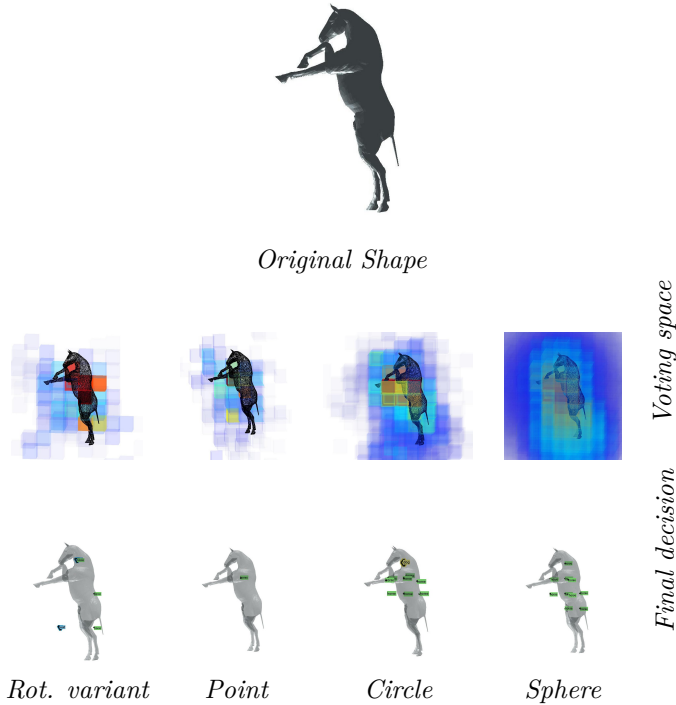 Original Shape
Voting space
Final decision
Rot. variant Point Circle Sphere